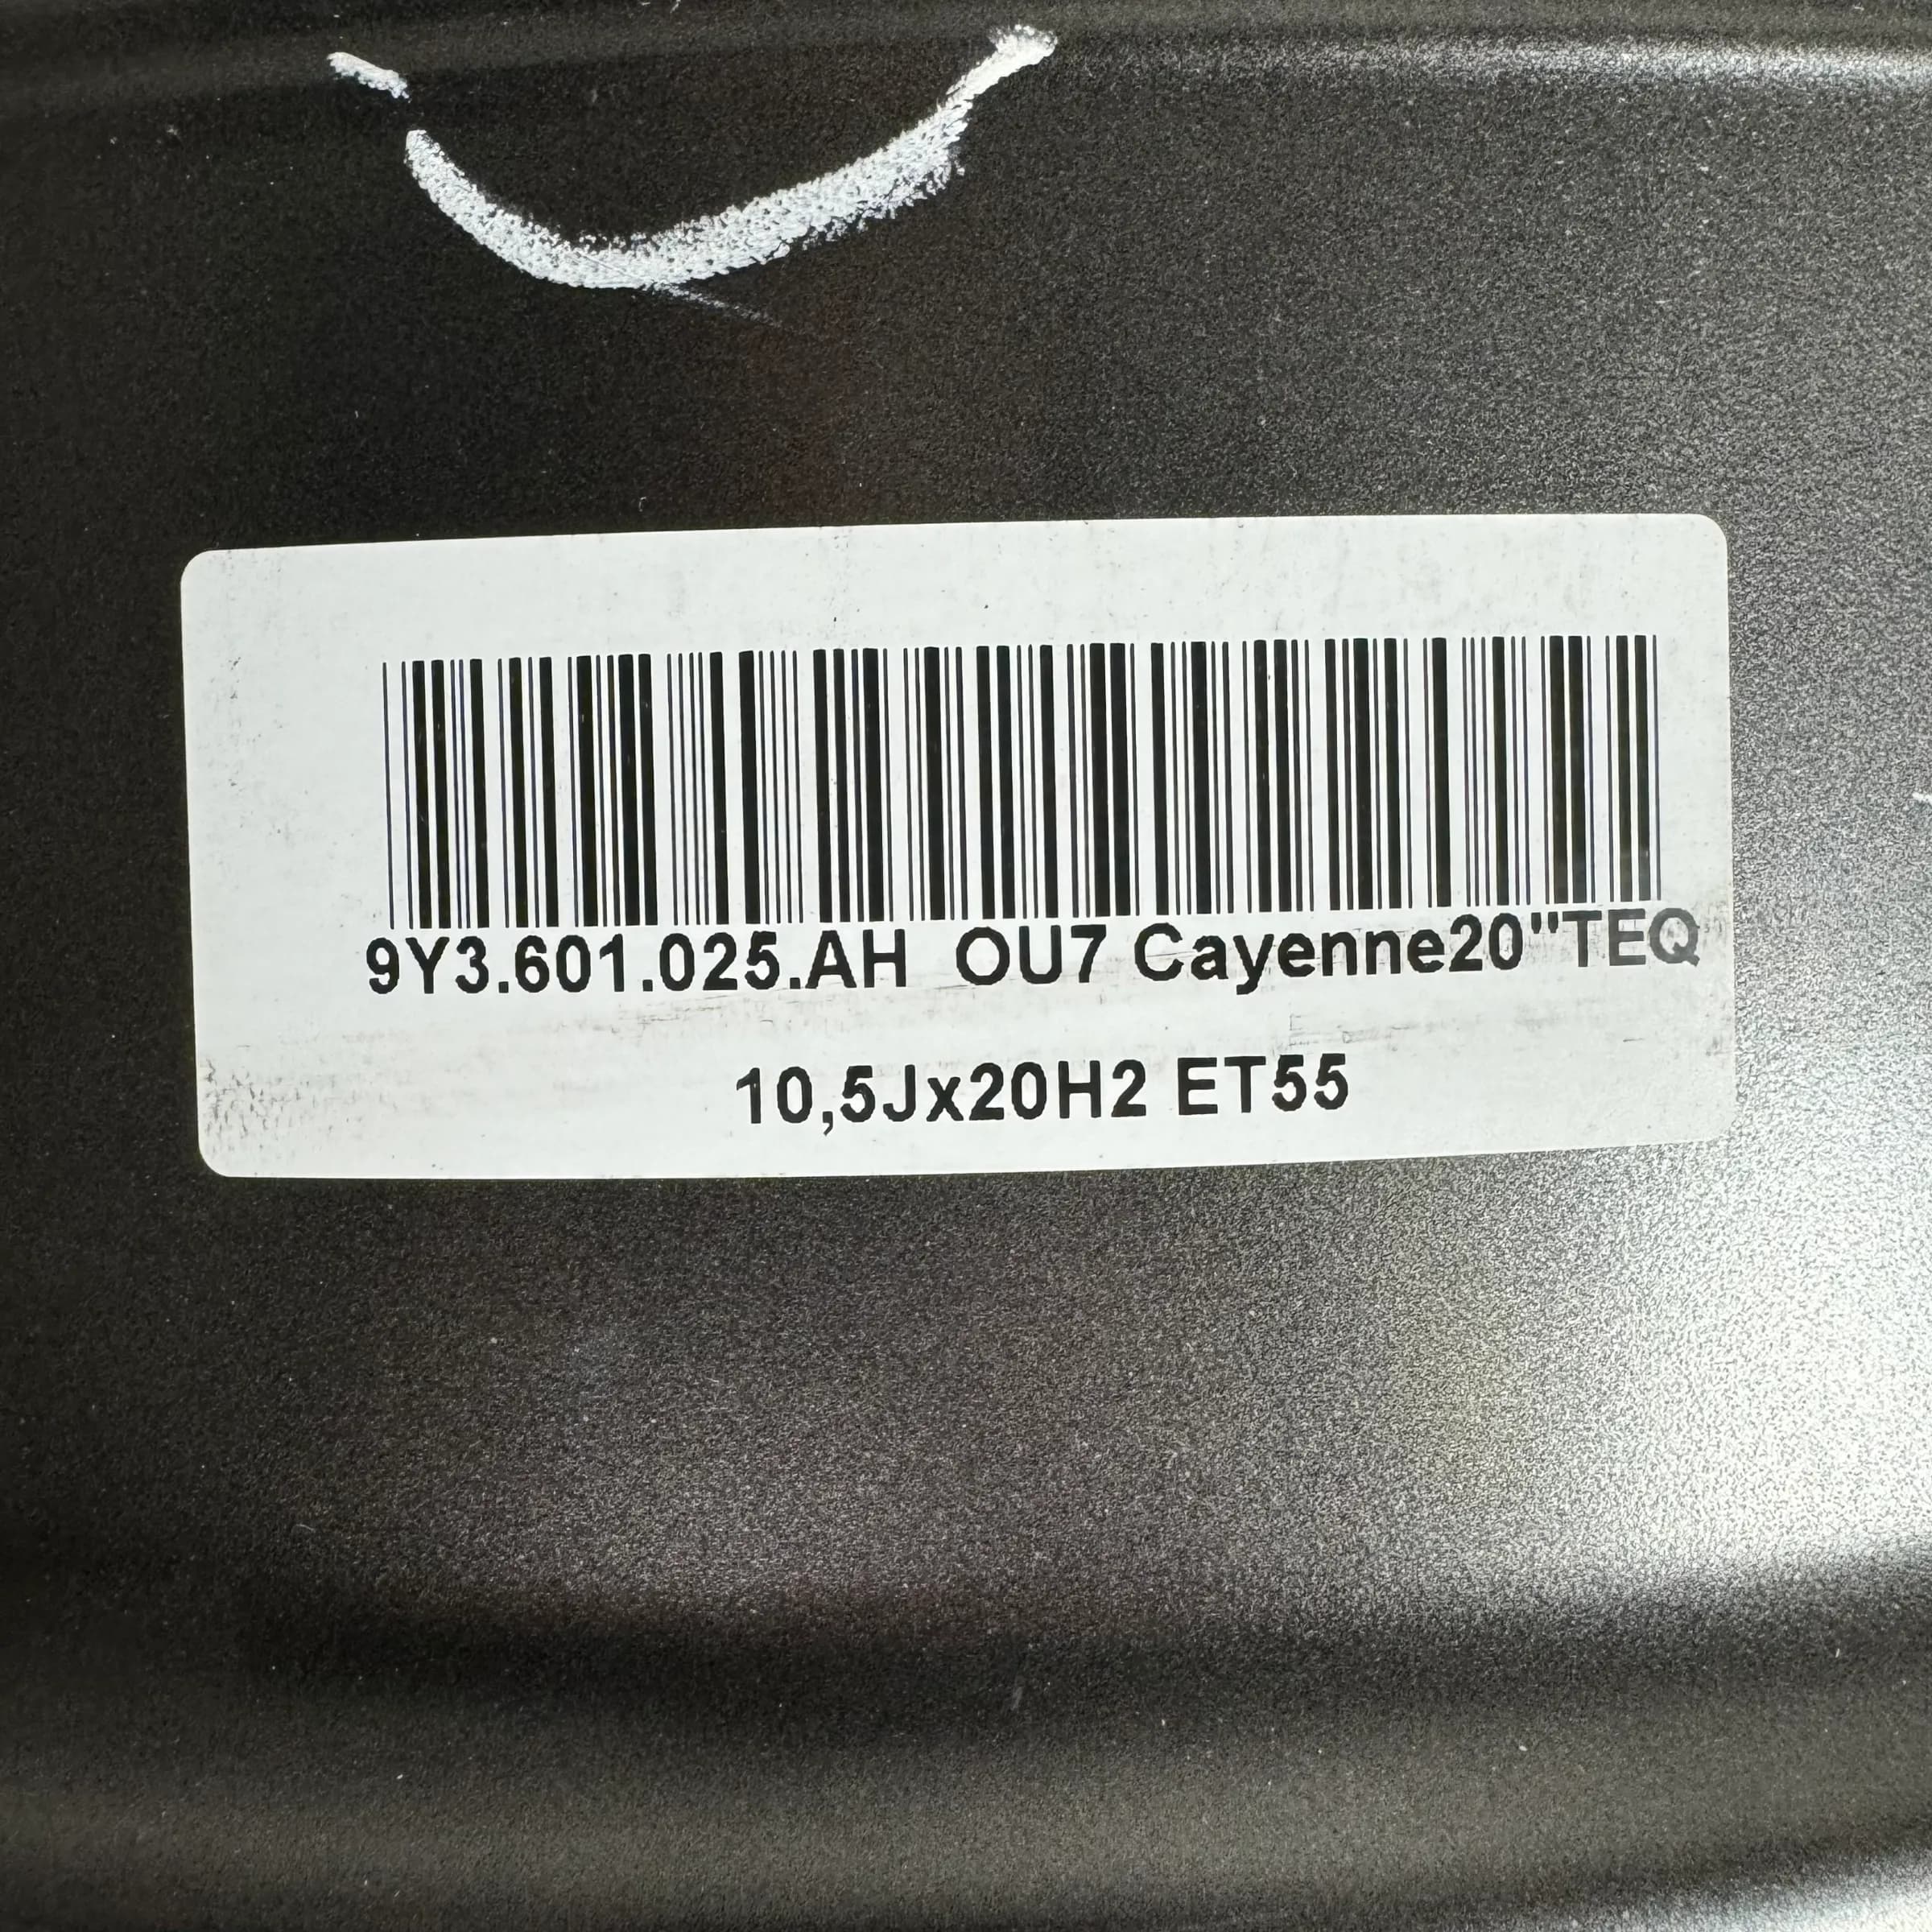 9Y3.601.025.AH OU7 Cayenne20"TEQ
10,5Jx20H2 ET55